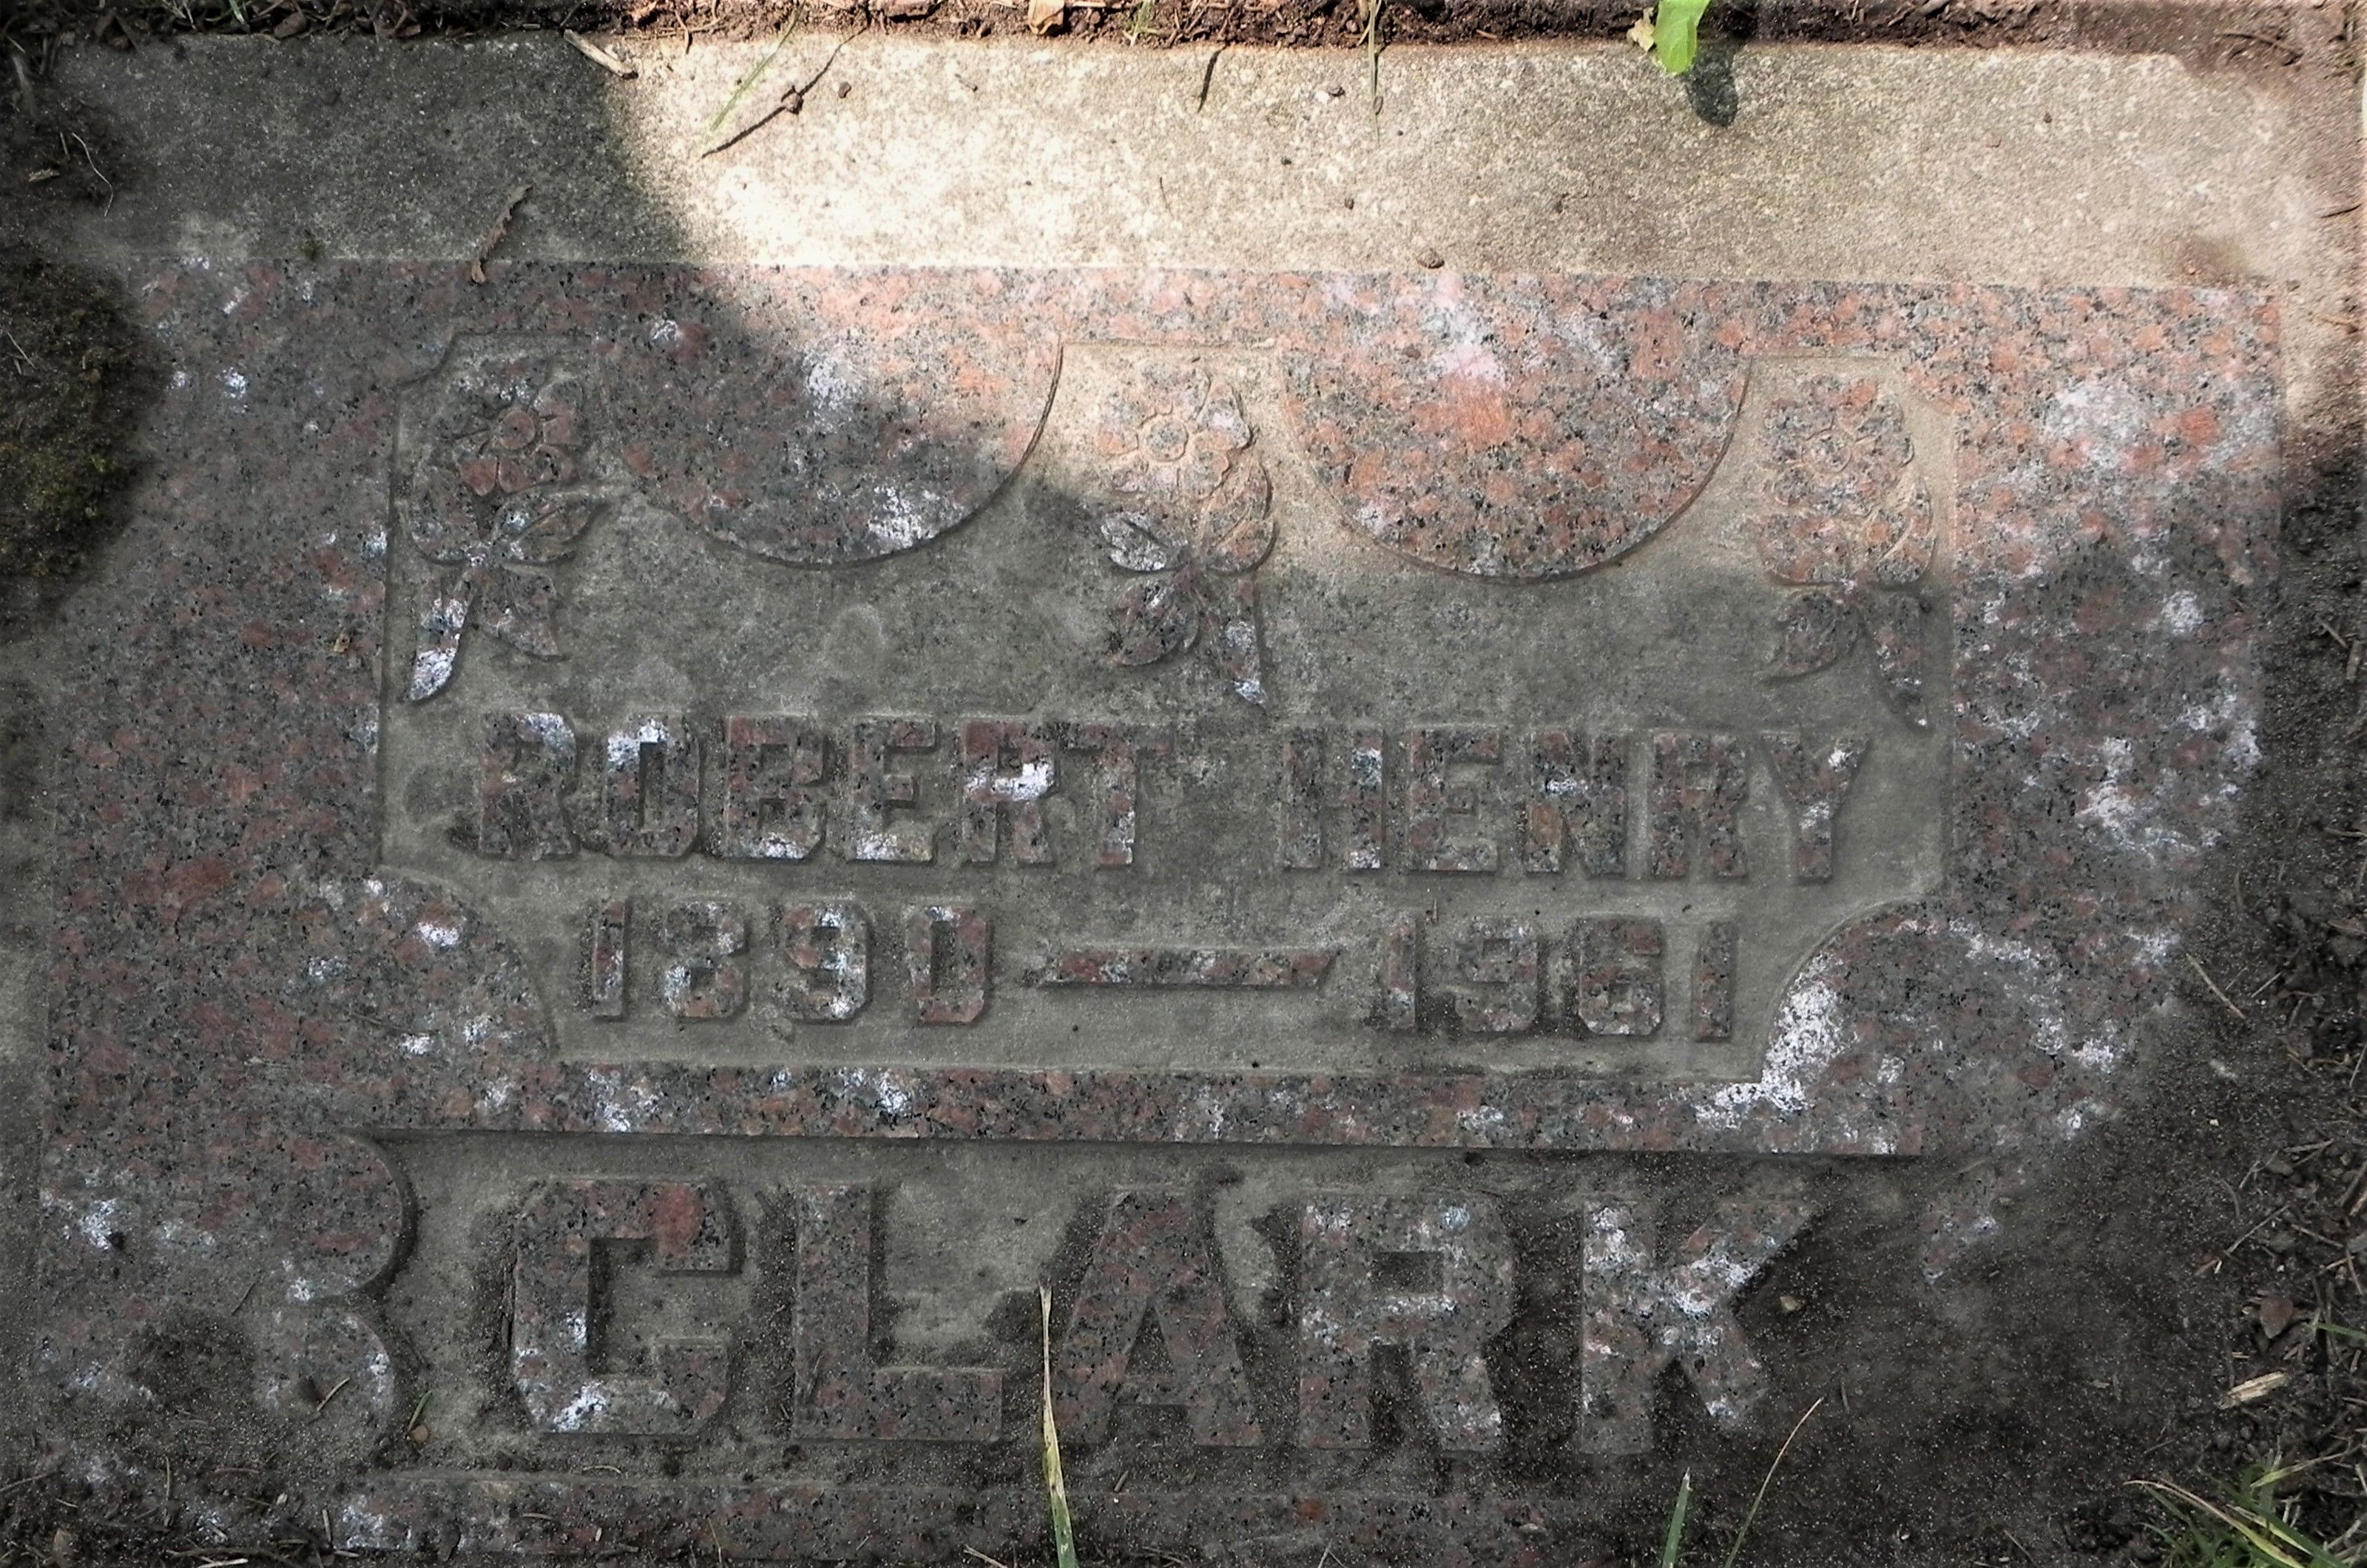 ROBERT HENRY
1890 — 1961
CLARK